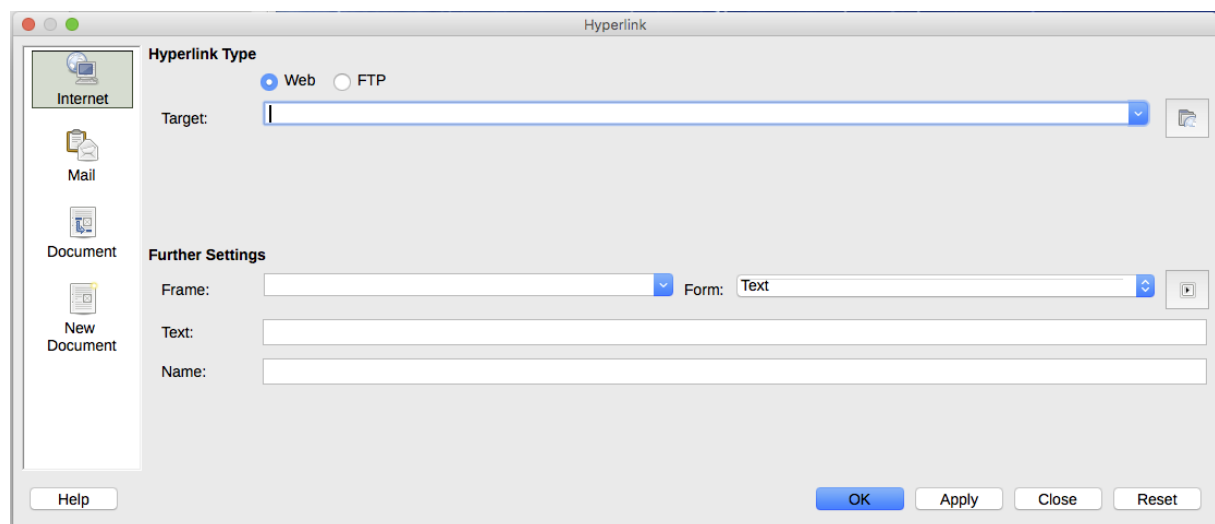 Hyperlink
Hyperlink Type
Web FTP
Internet
Target:
Mail
Document
Further Settings
Frame: Form: Text
New
Document
Text:
Name:
Help OK Apply Close Reset